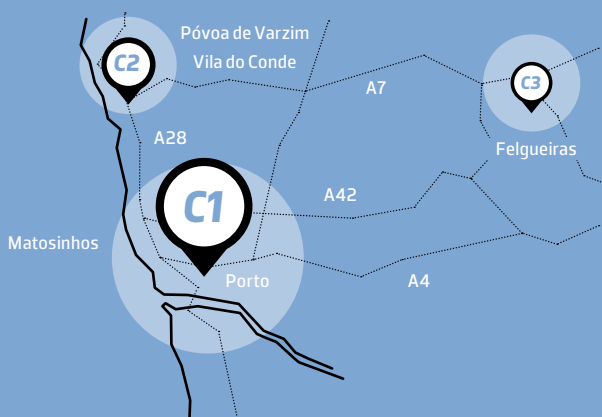 Póvoa de Varzim
Vila do Conde
C2
C3
A7
A28
Felgueiras
C1
A42
Matosinhos
Porto
A4